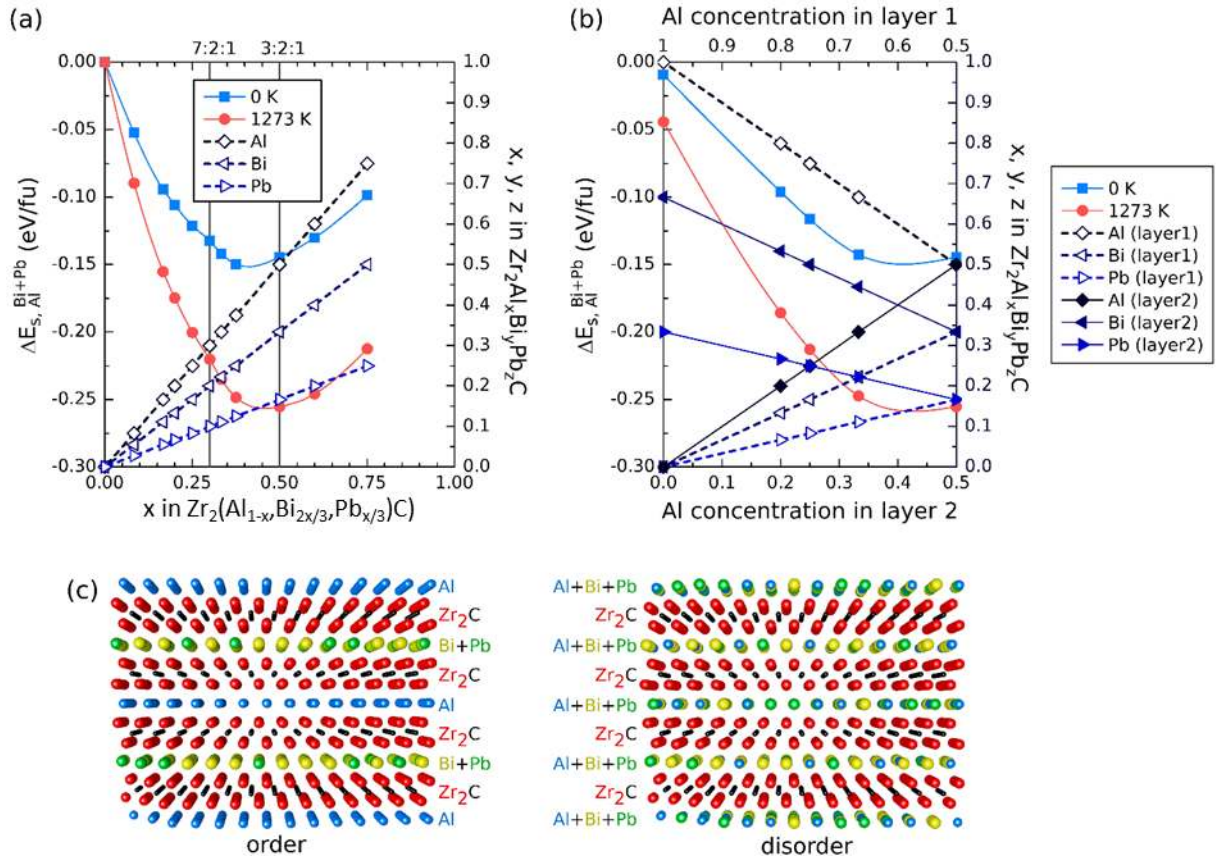 (a)
7:2:1 3:2:1
0.00
-0.05
-0.10
-0.15
-0.20
-0.25
-0.30
ΔE_s, Al^Bi+Pb (eV/fu)
0 K
1273 K
Al
Bi
Pb
1.0
0.9
0.8
0.7
0.6
0.5
0.4
0.3
0.2
0.1
0.0
x, y, z in Zr2AlxBiyPbzC
0.00 0.25 0.50 0.75 1.00
x in Zr2(Al1-x,Bi2x/3,Pbx/3)C)
(b)
Al concentration in layer 1
1 0.9 0.8 0.7 0.6 0.5
0.00
-0.05
-0.10
-0.15
-0.20
-0.25
-0.30
ΔE_s, Al^Bi+Pb (eV/fu)
1.0
0.9
0.8
0.7
0.6
0.5
0.4
0.3
0.2
0.1
0.0
x, y, z in Zr2AlxBiyPbzC
0.0 0.1 0.2 0.3 0.4 0.5
Al concentration in layer 2
0 K
1273 K
Al (layer1)
Bi (layer1)
Pb (layer1)
Al (layer2)
Bi (layer2)
Pb (layer2)
(c)
Al
Zr2C
Bi+Pb
Zr2C
Al
Zr2C
Bi+Pb
Zr2C
Al
order
Al+Bi+Pb
Zr2C
Al+Bi+Pb
Zr2C
Al+Bi+Pb
Zr2C
Al+Bi+Pb
Zr2C
Al+Bi+Pb
disorder